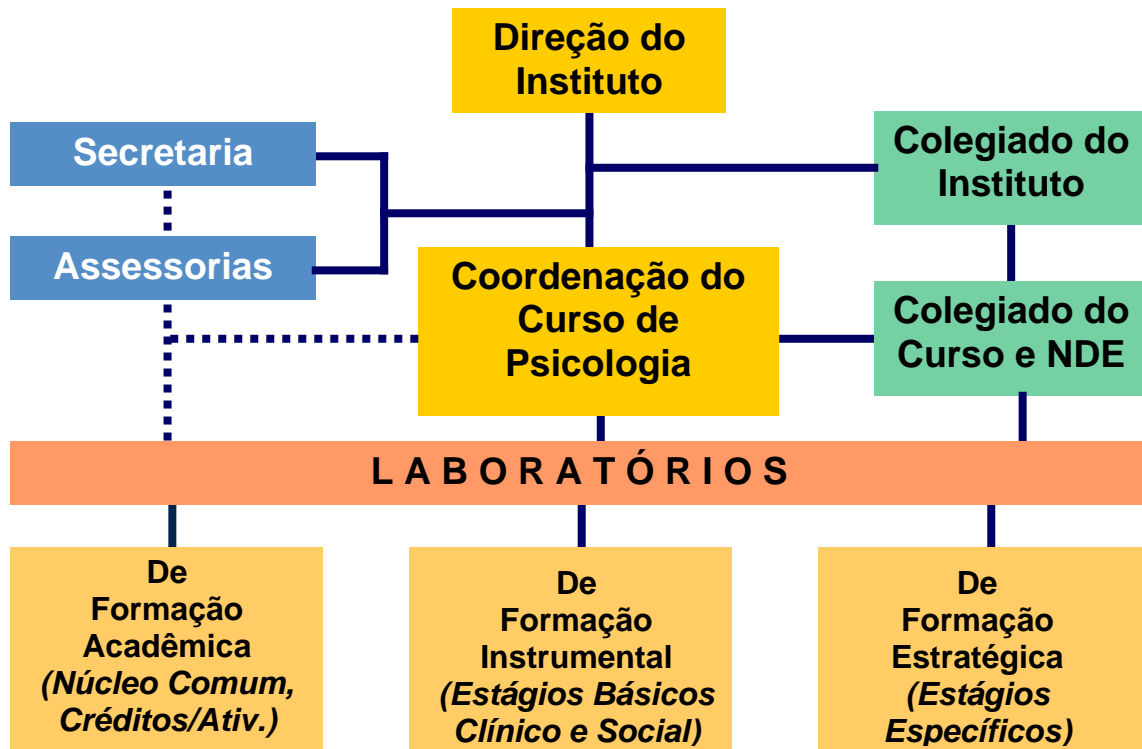 Direção do
Instituto
Secretaria
Colegiado do
Instituto
Assessorias
Coordenação do
Curso de
Psicologia
Colegiado do
Curso e NDE
L A B O R A T Ó R I O S
De
Formação
Acadêmica
(Núcleo Comum,
Créditos/Ativ.)
De
Formação
Instrumental
(Estágios Básicos
Clínico e Social)
De
Formação
Estratégica
(Estágios
Específicos)